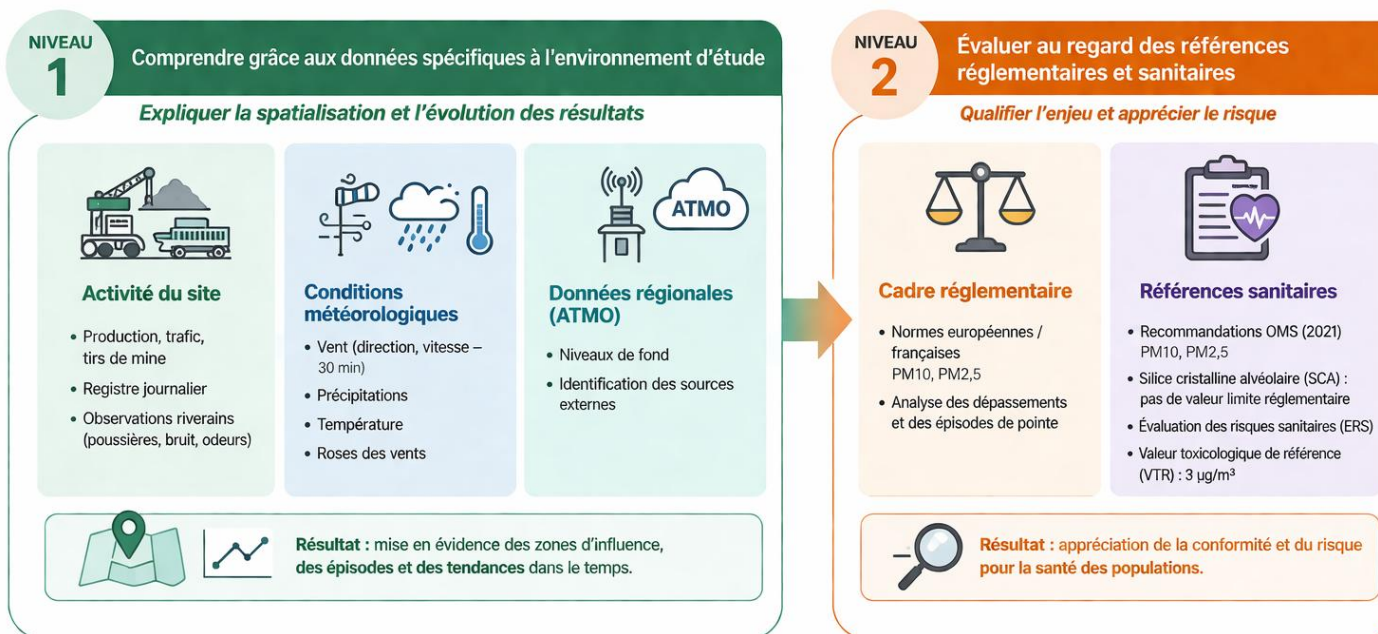 NIVEAU
1
Comprendre grâce aux données spécifiques à l'environnement d'étude
Expliquer la spatialisation et l'évolution des résultats
Activité du site
• Production, trafic,
tirs de mine
• Registre journalier
• Observations riverains
(poussières, bruit, odeurs)
Conditions
météorologiques
• Vent (direction, vitesse –
30 min)
• Précipitations
• Température
• Roses des vents
ATMO
Données régionales
(ATMO)
• Niveaux de fond
• Identification des sources
externes
Résultat : mise en évidence des zones d'influence,
des épisodes et des tendances dans le temps.
NIVEAU
2
Évaluer au regard des références
réglementaires et sanitaires
Qualifier l'enjeu et apprécier le risque
Cadre réglementaire
• Normes européennes /
françaises
PM10, PM2,5
• Analyse des dépassements
et des épisodes de pointe
Références sanitaires
• Recommandations OMS (2021)
PM10, PM2,5
• Silice cristalline alvéolaire (SCA) :
pas de valeur limite réglementaire
• Évaluation des risques sanitaires (ERS)
• Valeur toxicologique de référence
(VTR) : 3 µg/m³
Résultat : appréciation de la conformité et du risque
pour la santé des populations.